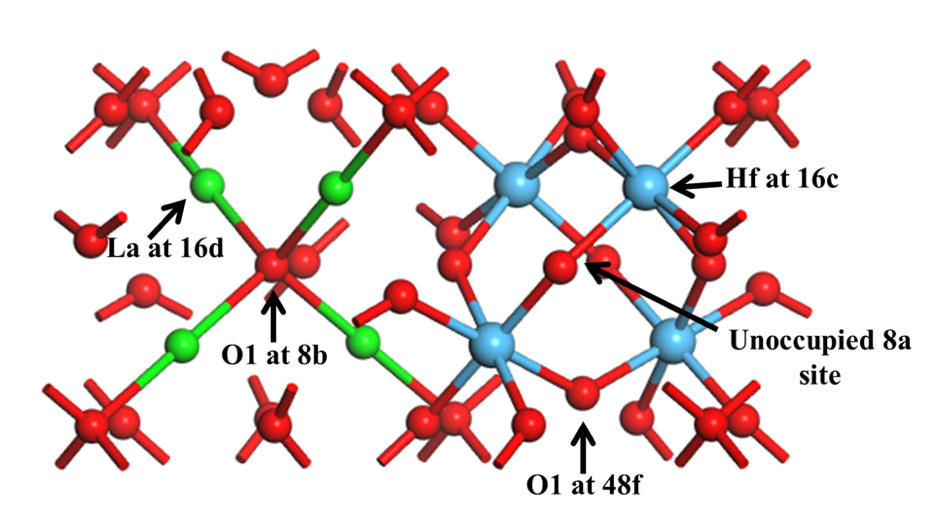 Hf at 16c
La at 16d
Unoccupied 8a
site
O1 at 8b
O1 at 48f